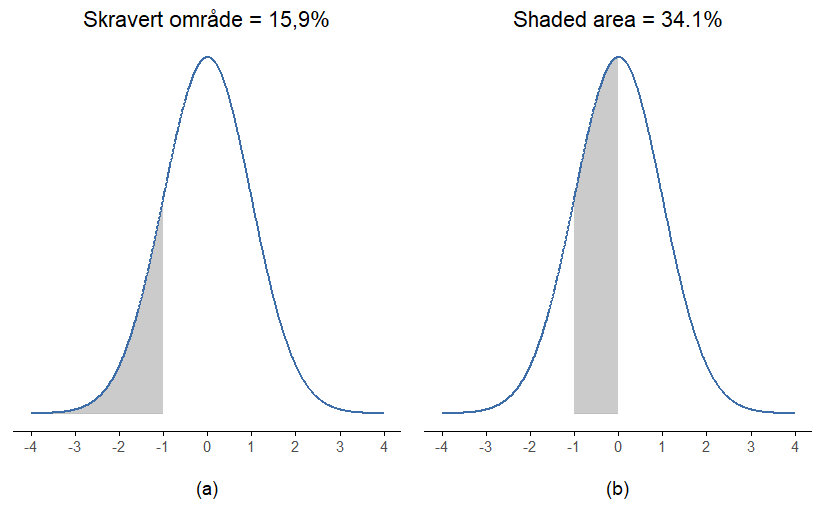 Skravert område = 15,9%
-4 -3 -2 -1 0 1 2 3 4
(a)
Shaded area = 34.1%
-4 -3 -2 -1 0 1 2 3 4
(b)